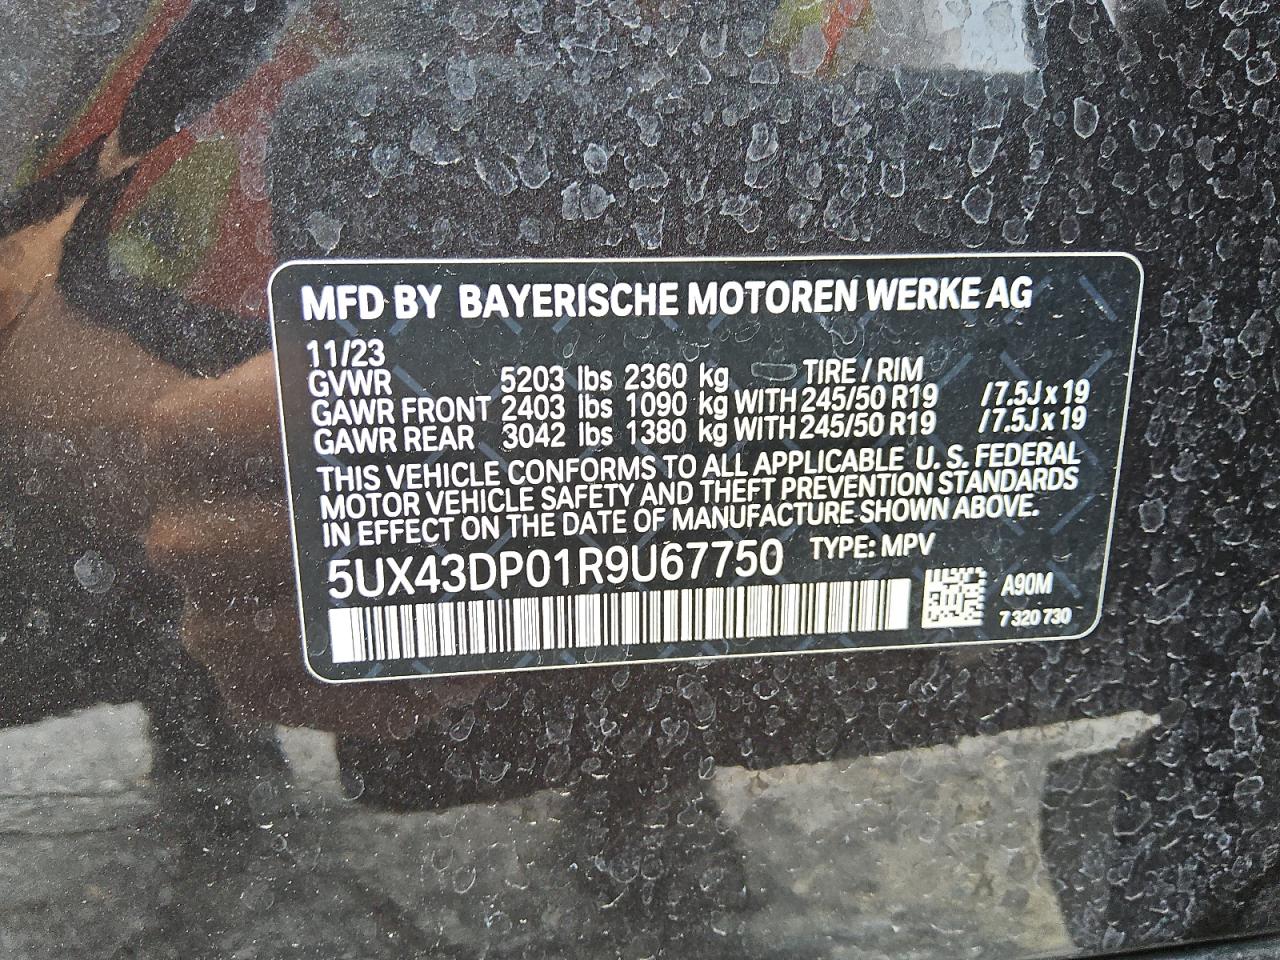 MFD BY BAYERISCHE MOTOREN WERKE AG
11/23
GVWR 5203 lbs 2360 kg TIRE / RIM
GAWR FRONT 2403 lbs 1090 kg WITH 245/50 R19 /7.5J x 19
GAWR REAR 3042 lbs 1380 kg WITH 245/50 R19 /7.5J x 19
THIS VEHICLE CONFORMS TO ALL APPLICABLE U. S. FEDERAL
MOTOR VEHICLE SAFETY AND THEFT PREVENTION STANDARDS
IN EFFECT ON THE DATE OF MANUFACTURE SHOWN ABOVE.
5UX43DP01R9U67750 TYPE: MPV
A90M
7 320 730